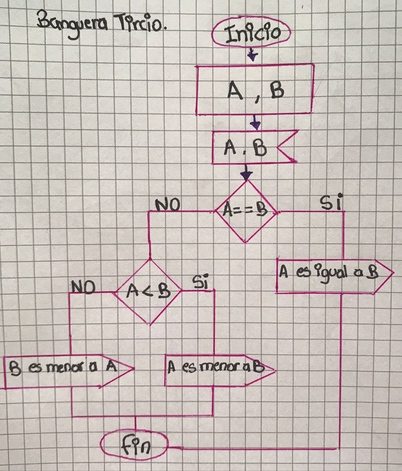 Banguera Tircio.
Inicio
A , B
A . B
A == B
NO
Si
A es igual a B
A < B
NO
Si
B es menor a A
A es menor a B
Fin